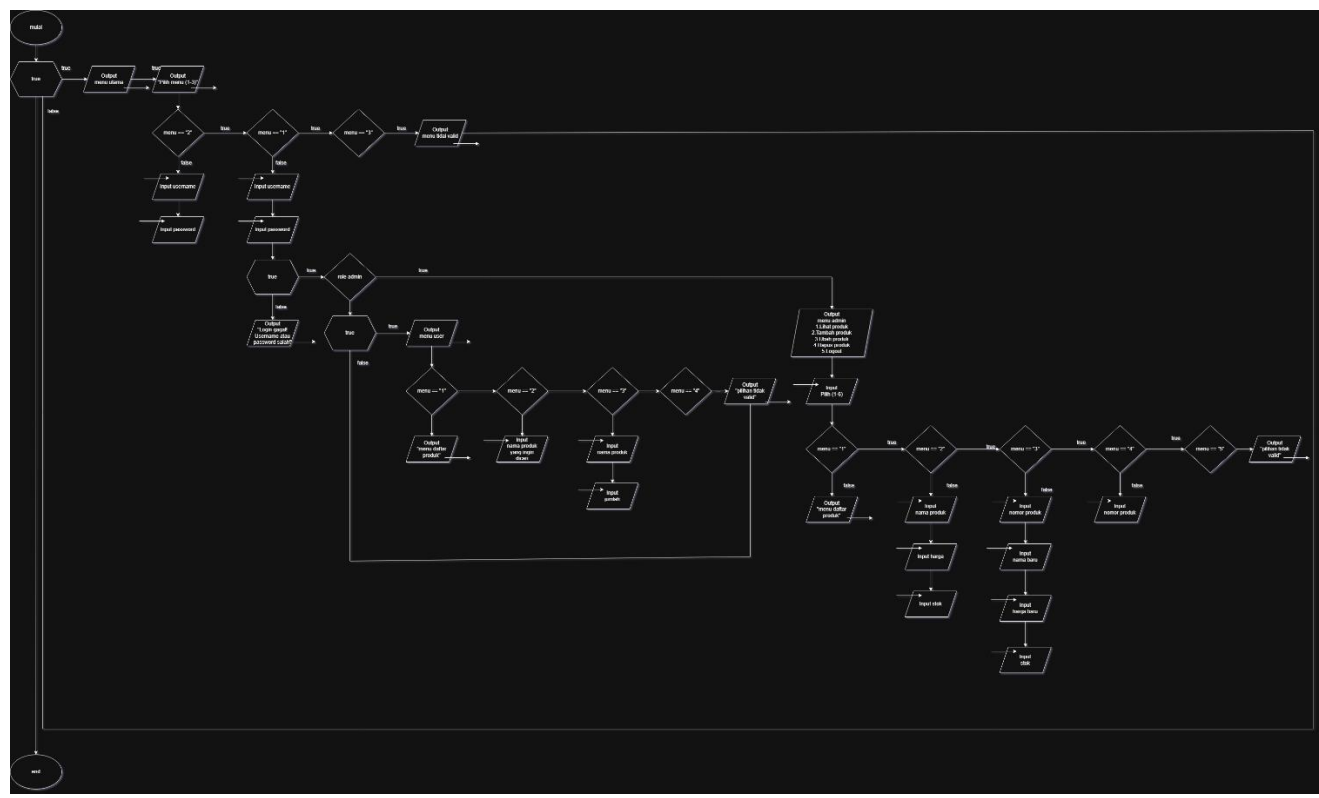 mulai
true
true
false
Output
menu utama
true
Output
"Pilih menu (1-3)"
menu == "2"
true
menu == "1"
true
menu == "3"
true
Output
menu tidal valid
false
Input username
Input password
false
Input username
Input password
true
true
role admin
true
false
Output
"Login gagal!
Username atau
password salah"
true
true
false
Output
menu user
menu == "1"
menu == "2"
menu == "3"
menu == "4"
Output
"pilihan tidak
valid"
Output
"menu daftar
produk"
Input
nama produk
yang ingin
Input
nama produk
Input
jumlah
Output
menu admin
1.Lihat produk
2.Tambah produk
3.Ubah produk
4.Hapus produk
5.Logout
Input
Pilih (1-5)
menu == "1"
true
menu == "2"
true
menu == "3"
true
menu == "4"
true
menu == "5"
Output
"pilihan tidak
valid"
false
Output
"menu daftar
produk"
false
Input
nama produk
Input harga
Input stok
false
Input
nomor produk
Input
nama baru
Input
harga baru
Input
stok
false
Input
nomor produk
end